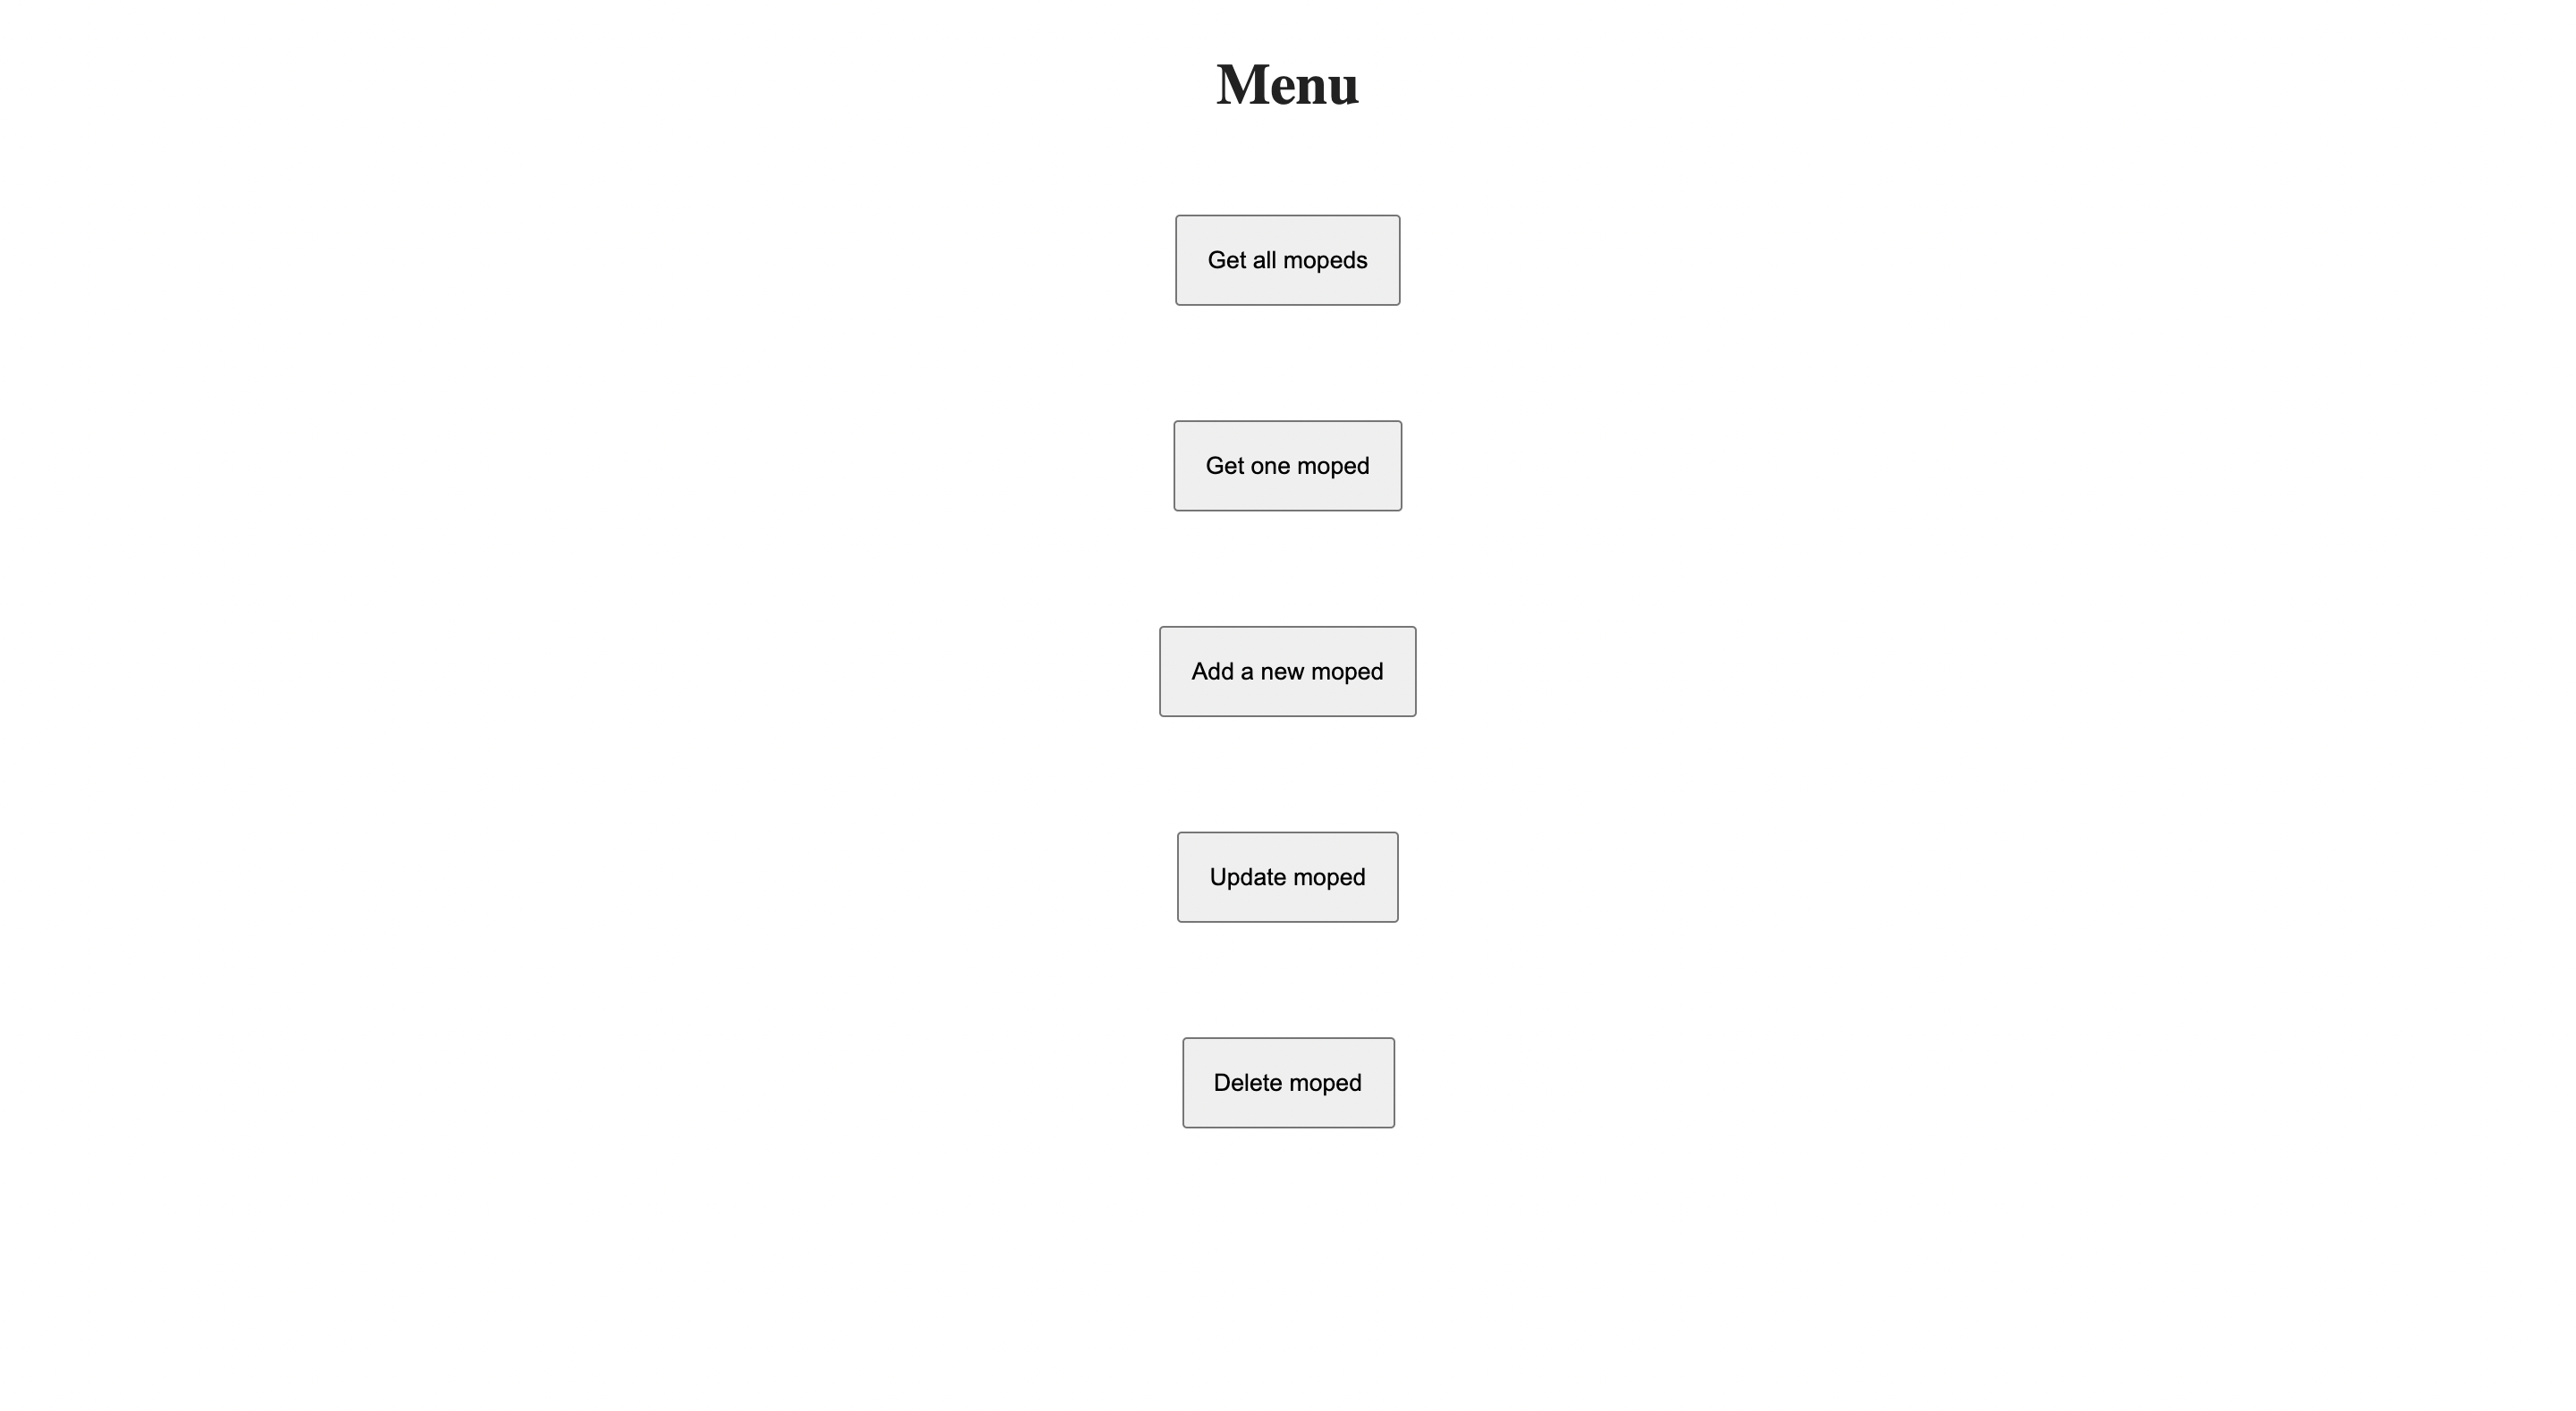 Menu
Get all mopeds
Get one moped
Add a new moped
Update moped
Delete moped